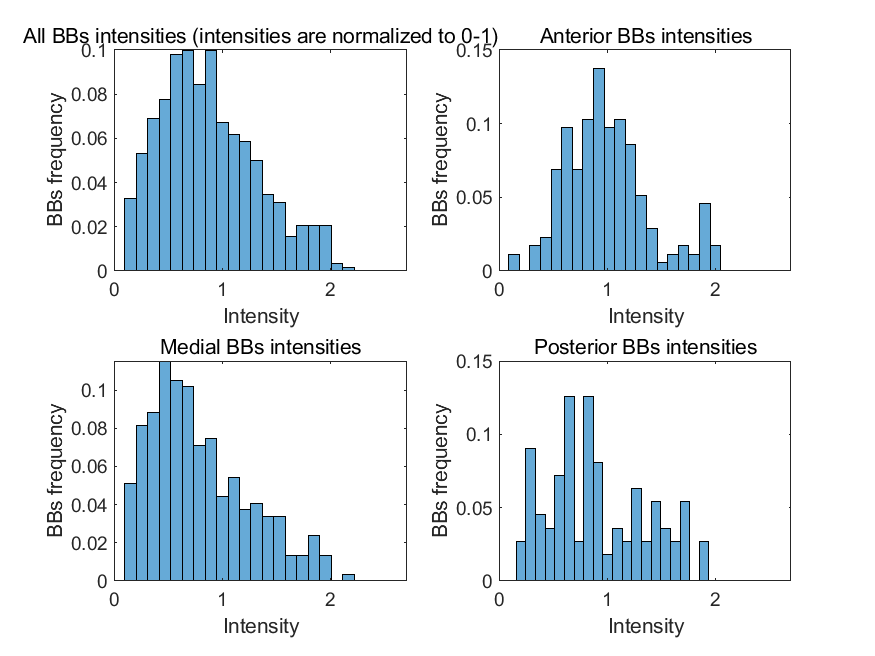 All BBs intensities (intensities are normalized to 0-1)
0.1
0.08
0.06
0.04
0.02
0
BBs frequency
0 1 2
Intensity
Anterior BBs intensities
0.15
0.1
0.05
0
BBs frequency
0 1 2
Intensity
Medial BBs intensities
0.1
0.08
0.06
0.04
0.02
0
BBs frequency
0 1 2
Intensity
Posterior BBs intensities
0.15
0.1
0.05
0
BBs frequency
0 1 2
Intensity